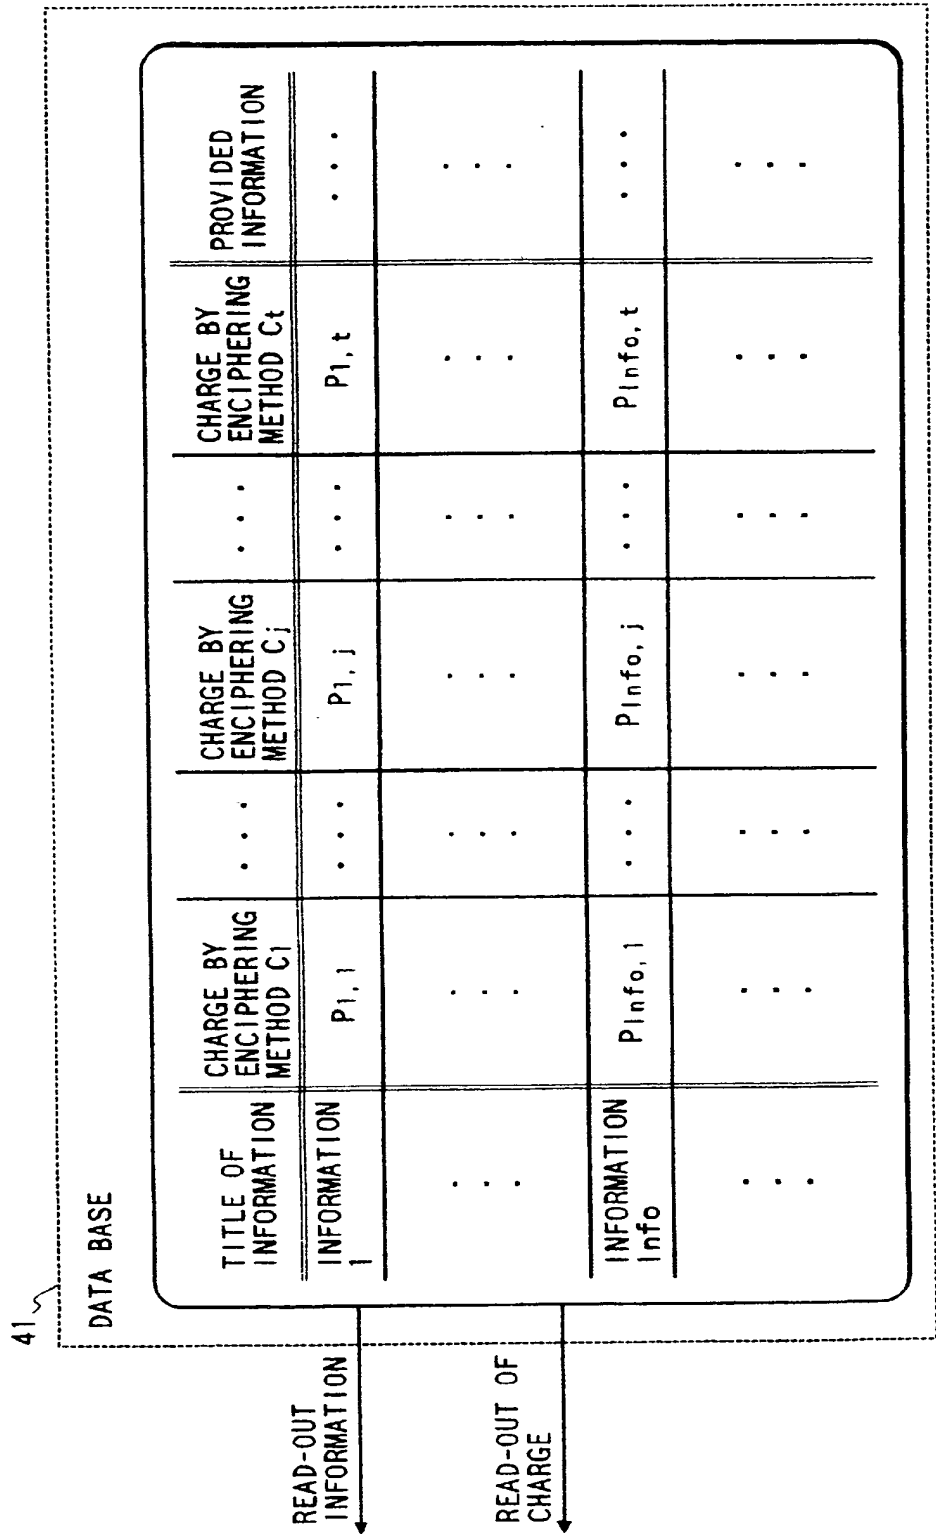 41
DATA BASE
TITLE OF
INFORMATION
CHARGE BY
ENCIPHERING
METHOD C1
. . .
CHARGE BY
ENCIPHERING
METHOD Cj
. . .
CHARGE BY
ENCIPHERING
METHOD Ct
PROVIDED
INFORMATION
INFORMATION
1
P1,1
. . .
P1,j
. . .
P1,t
. . .
. . .
. . .
. . .
. . .
. . .
. . .
. . .
INFORMATION
Info
PInfo,1
. . .
PInfo,j
. . .
PInfo,t
. . .
. . .
. . .
. . .
. . .
. . .
. . .
. . .
READ-OUT
INFORMATION
READ-OUT OF
CHARGE